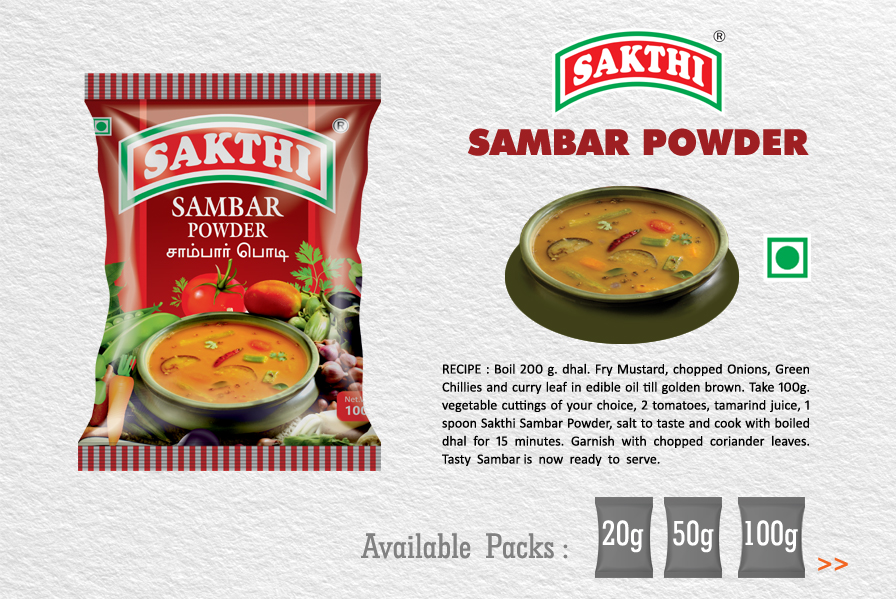 SAKTHI ®
SAMBAR
POWDER
சாம்பார் பொடி
Net.W
100
SAKTHI ®
SAMBAR POWDER
RECIPE : Boil 200 g. dhal. Fry Mustard, chopped Onions, Green
Chillies and curry leaf in edible oil till golden brown. Take 100g.
vegetable cuttings of your choice, 2 tomatoes, tamarind juice, 1
spoon Sakthi Sambar Powder, salt to taste and cook with boiled
dhal for 15 minutes. Garnish with chopped coriander leaves.
Tasty Sambar is now ready to serve.
Available Packs : 20g 50g 100g >>